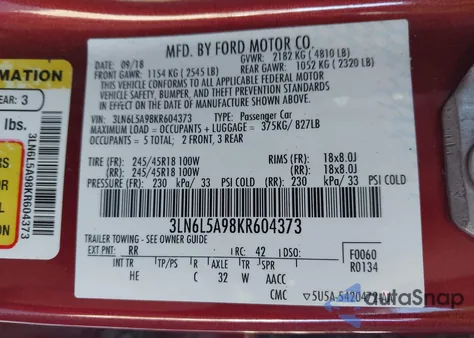 MFD. BY FORD MOTOR CO.
DATE: 09/18 GVWR: 2182 KG ( 4810 LB)
FRONT GAWR: 1154 KG ( 2545 LB) REAR GAWR: 1052 KG ( 2320 LB)
THIS VEHICLE CONFORMS TO ALL APPLICABLE FEDERAL MOTOR
VEHICLE SAFETY, BUMPER, AND THEFT PREVENTION STANDARDS IN
EFFECT ON THE DATE OF MANUFACTURE SHOWN ABOVE.
VIN: 3LN6L5A98KR604373 TYPE: Passenger Car
MAXIMUM LOAD = OCCUPANTS + LUGGAGE = 375KG/ 827LB
OCCUPANTS = 5 TOTAL; 2 FRONT, 3 REAR
TIRE (FR): 245/45R18 100W RIMS (FR): 18x8.0J
(RR): 245/45R18 100W (RR): 18x8.0J
PRESSURE (FR) 230 kPa/ 33 PSI COLD (RR) 230 kPa/ 33 PSI COLD
3LN6L5A98KR604373
TRAILER TOWING - SEE OWNER GUIDE
EXT PNT: RR RC: 42 DSO: F0060
INT TR TP/PS R AXLE TR SPR R0134
HE C 32 W AACC
CMC
RMATION
EAR: 3
lbs.
3LN6L5A98KR604373
RS
autoSnap